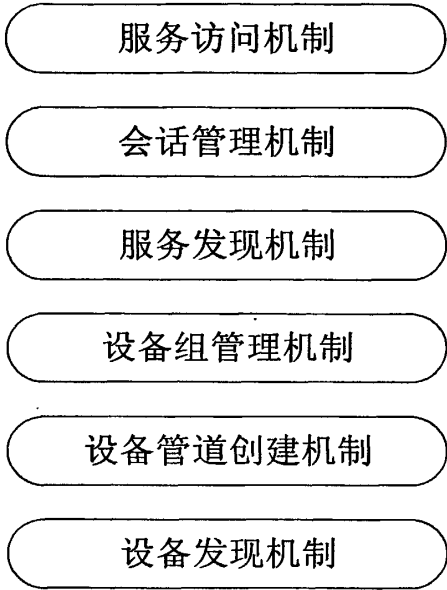 服务访问机制
会话管理机制
服务发现机制
设备组管理机制
设备管道创建机制
设备发现机制